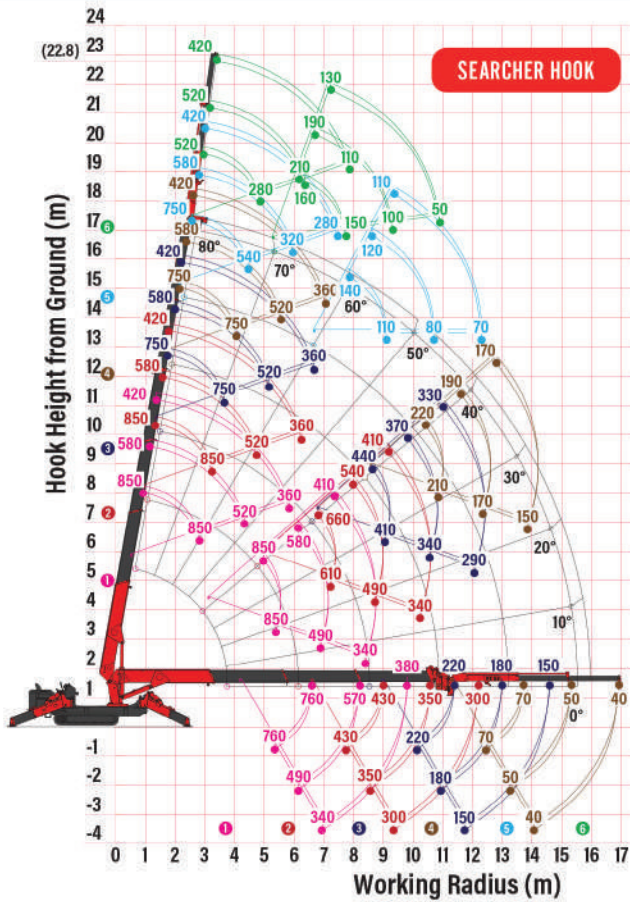 24
(22.8) 23 420
SEARCHER HOOK
22
130
21 520
420
190
20
520 110
19 580 210
18 420 280 160 110
750 50
17 580 150 280 100
6 80° 320 120
16 420 540 70°
15 750 360 60° 140
5 580 520
14 750 110 80 70
420 50°
13 750 360 170
4 12 580 520 190
420 750 330 40°
11 360 370 220
850 520 410
10 580 440 30°
3 9 850 540 210
850 410 170
8 360 660 150
2 520 580 410 340 20°
7 850 290
6 850 610 490 340
5
1 10°
4 850
3 490
340
2 380 220 180 150
1 760 570 430 350 300 70 50 40
0°
-1 760 430 220 70
-2 490 350 180 50
-3
340 300 150 40
-4 1 2 3 4 5 6
0 1 2 3 4 5 6 7 8 9 10 11 12 13 14 15 16 17
Hook Height from Ground (m)
Working Radius (m)